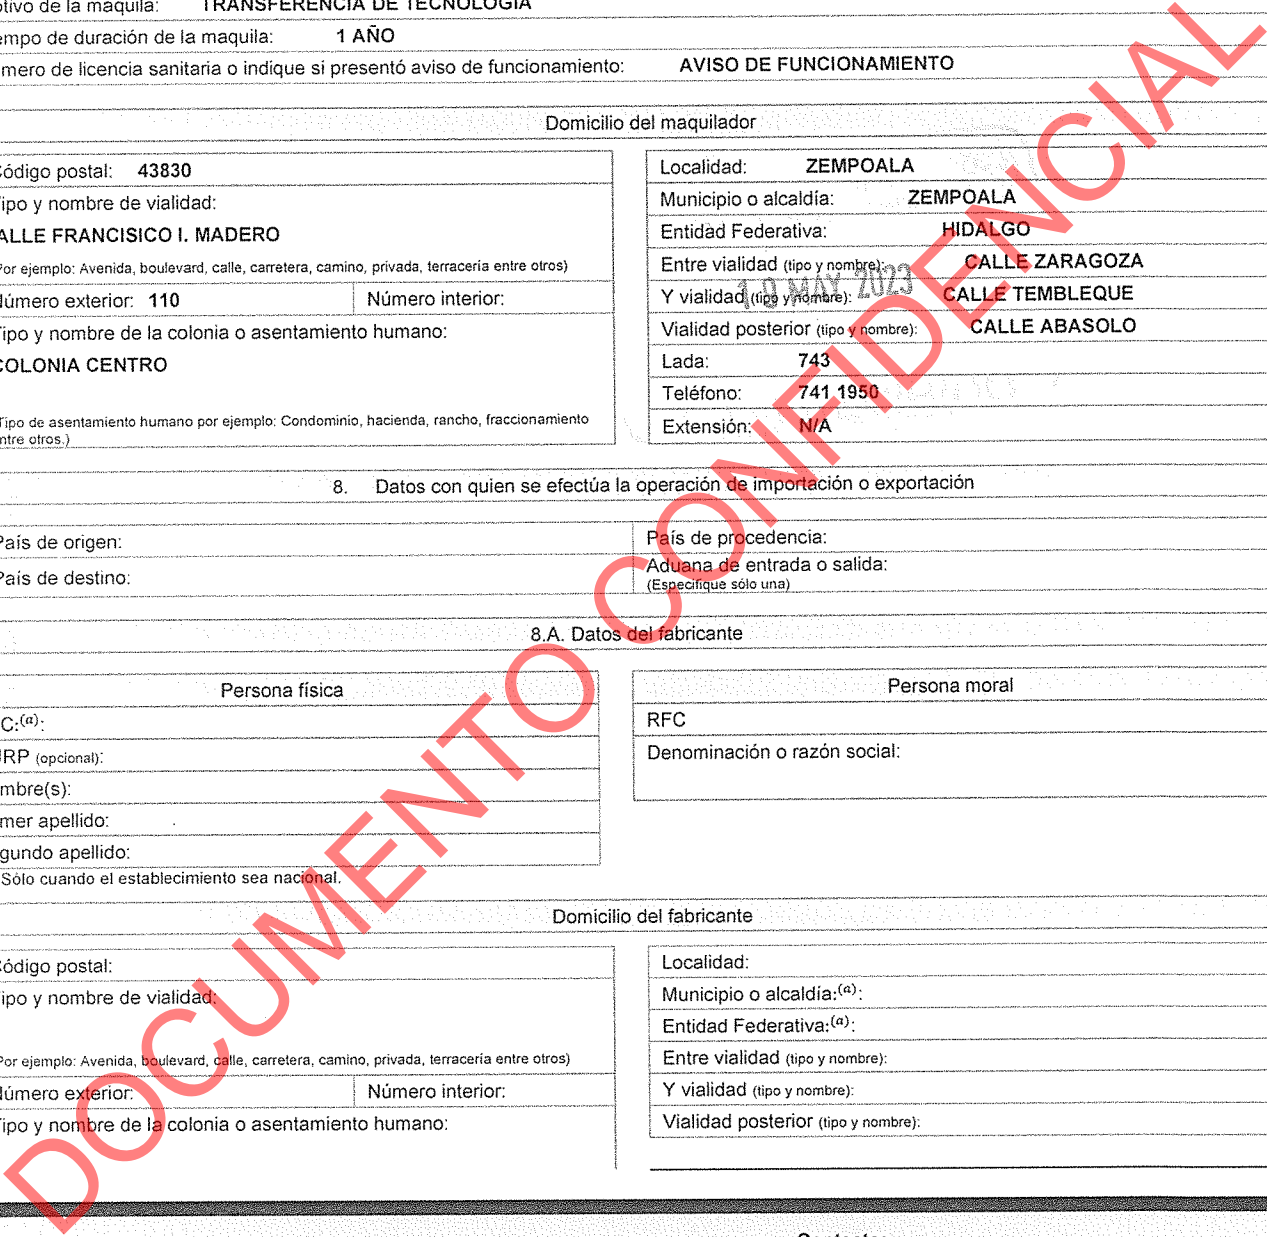 otivo de la maquila: TRANSFERENCIA DE TECNOLOGÍA
empo de duración de la maquila: 1 AÑO
mero de licencia sanitaria o indique si presentó aviso de funcionamiento: AVISO DE FUNCIONAMIENTO
Domicilio del maquilador
ódigo postal: 43830
ipo y nombre de vialidad:
ALLE FRANCISICO I. MADERO
Por ejemplo: Avenida, boulevard, calle, carretera, camino, privada, terracería entre otros)
úmero exterior: 110 Número interior:
ipo y nombre de la colonia o asentamiento humano:
COLONIA CENTRO
Tipo de asentamiento humano por ejemplo: Condominio, hacienda, rancho, fraccionamiento
ntre otros.)
Localidad: ZEMPOALA
Municipio o alcaldía: ZEMPOALA
Entidad Federativa: HIDALGO
Entre vialidad (tipo y nombre): CALLE ZARAGOZA
Y vialidad (tipo y nombre): CALLE TEMBLEQUE
19 MAY 2023
Vialidad posterior (tipo y nombre): CALLE ABASOLO
Lada: 743
Teléfono: 741 1950
Extensión: N/A
8. Datos con quien se efectúa la operación de importación o exportación
País de origen:
País de destino:
País de procedencia:
Aduana de entrada o salida:
(Especifique sólo una)
8.A. Datos del fabricante
Persona física
C:(a):
RP (opcional):
mbre(s):
mer apellido:
gundo apellido:
Sólo cuando el establecimiento sea nacional.
Persona moral
RFC
Denominación o razón social:
Domicilio del fabricante
ódigo postal:
ipo y nombre de vialidad:
Por ejemplo: Avenida, boulevard, calle, carretera, camino, privada, terracería entre otros)
úmero exterior: Número interior:
ipo y nombre de la colonia o asentamiento humano:
Localidad:
Municipio o alcaldía:(a):
Entidad Federativa:(a):
Entre vialidad (tipo y nombre):
Y vialidad (tipo y nombre):
Vialidad posterior (tipo y nombre):
DOCUMENTO CONFIDENCIAL